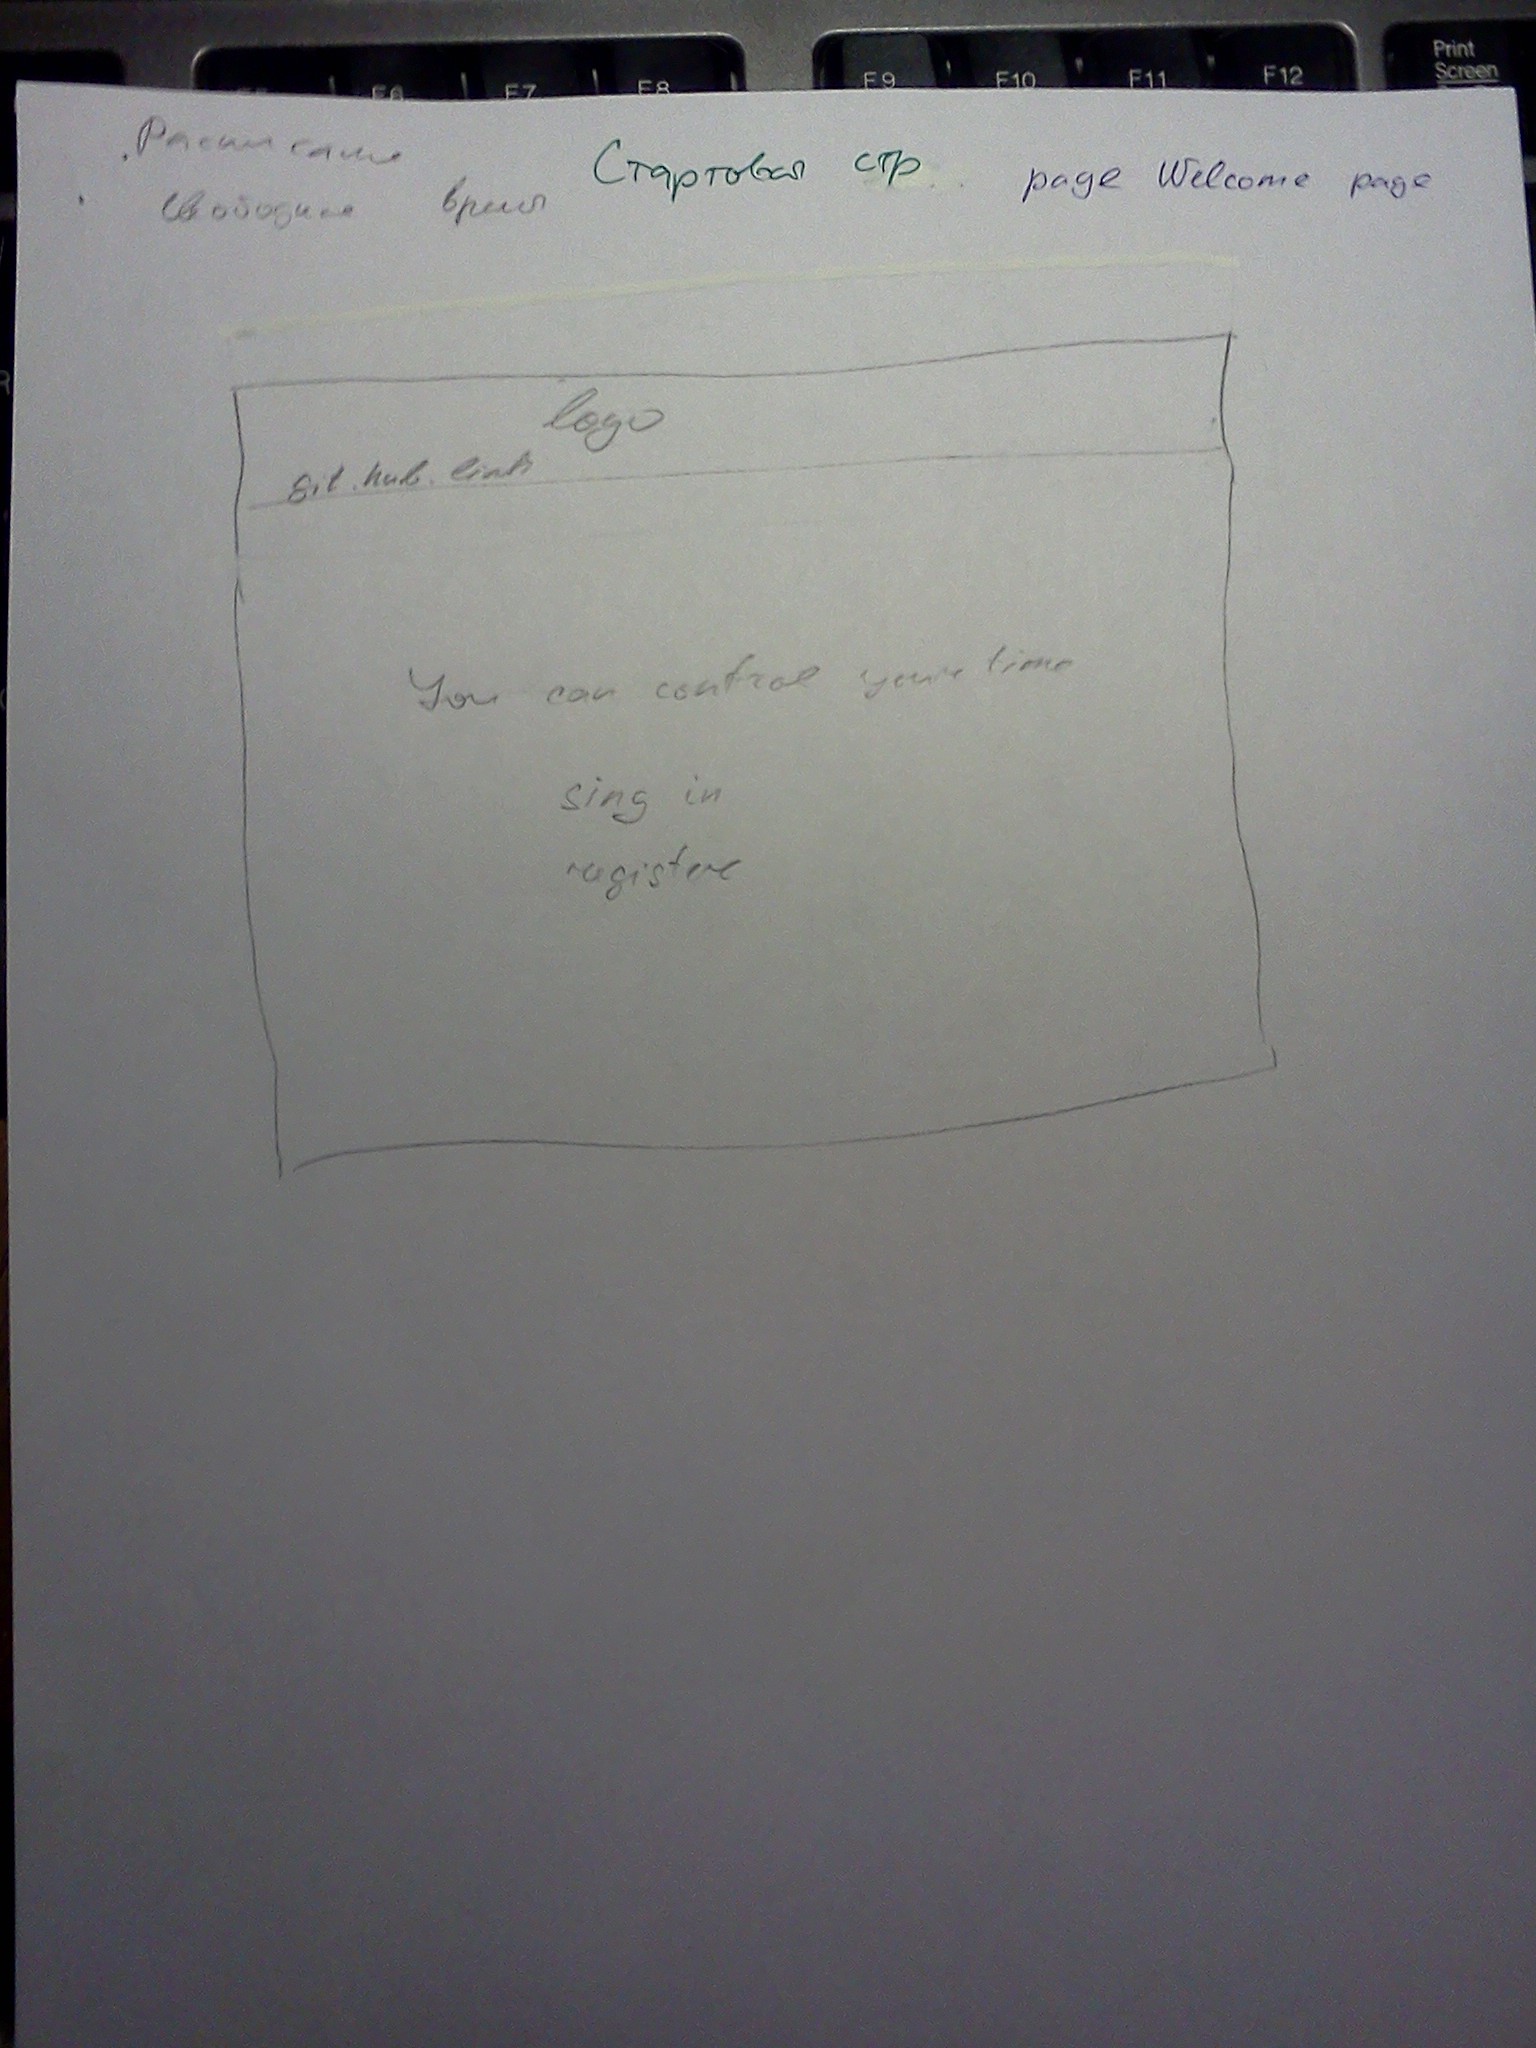 F6 F7 F8 F9 F10 F11 F12 Print
Screen
Расписание
Свободное время
Стартовая стр. page Welcome page
logo
git.hub.link
You can control your time
sing in
register